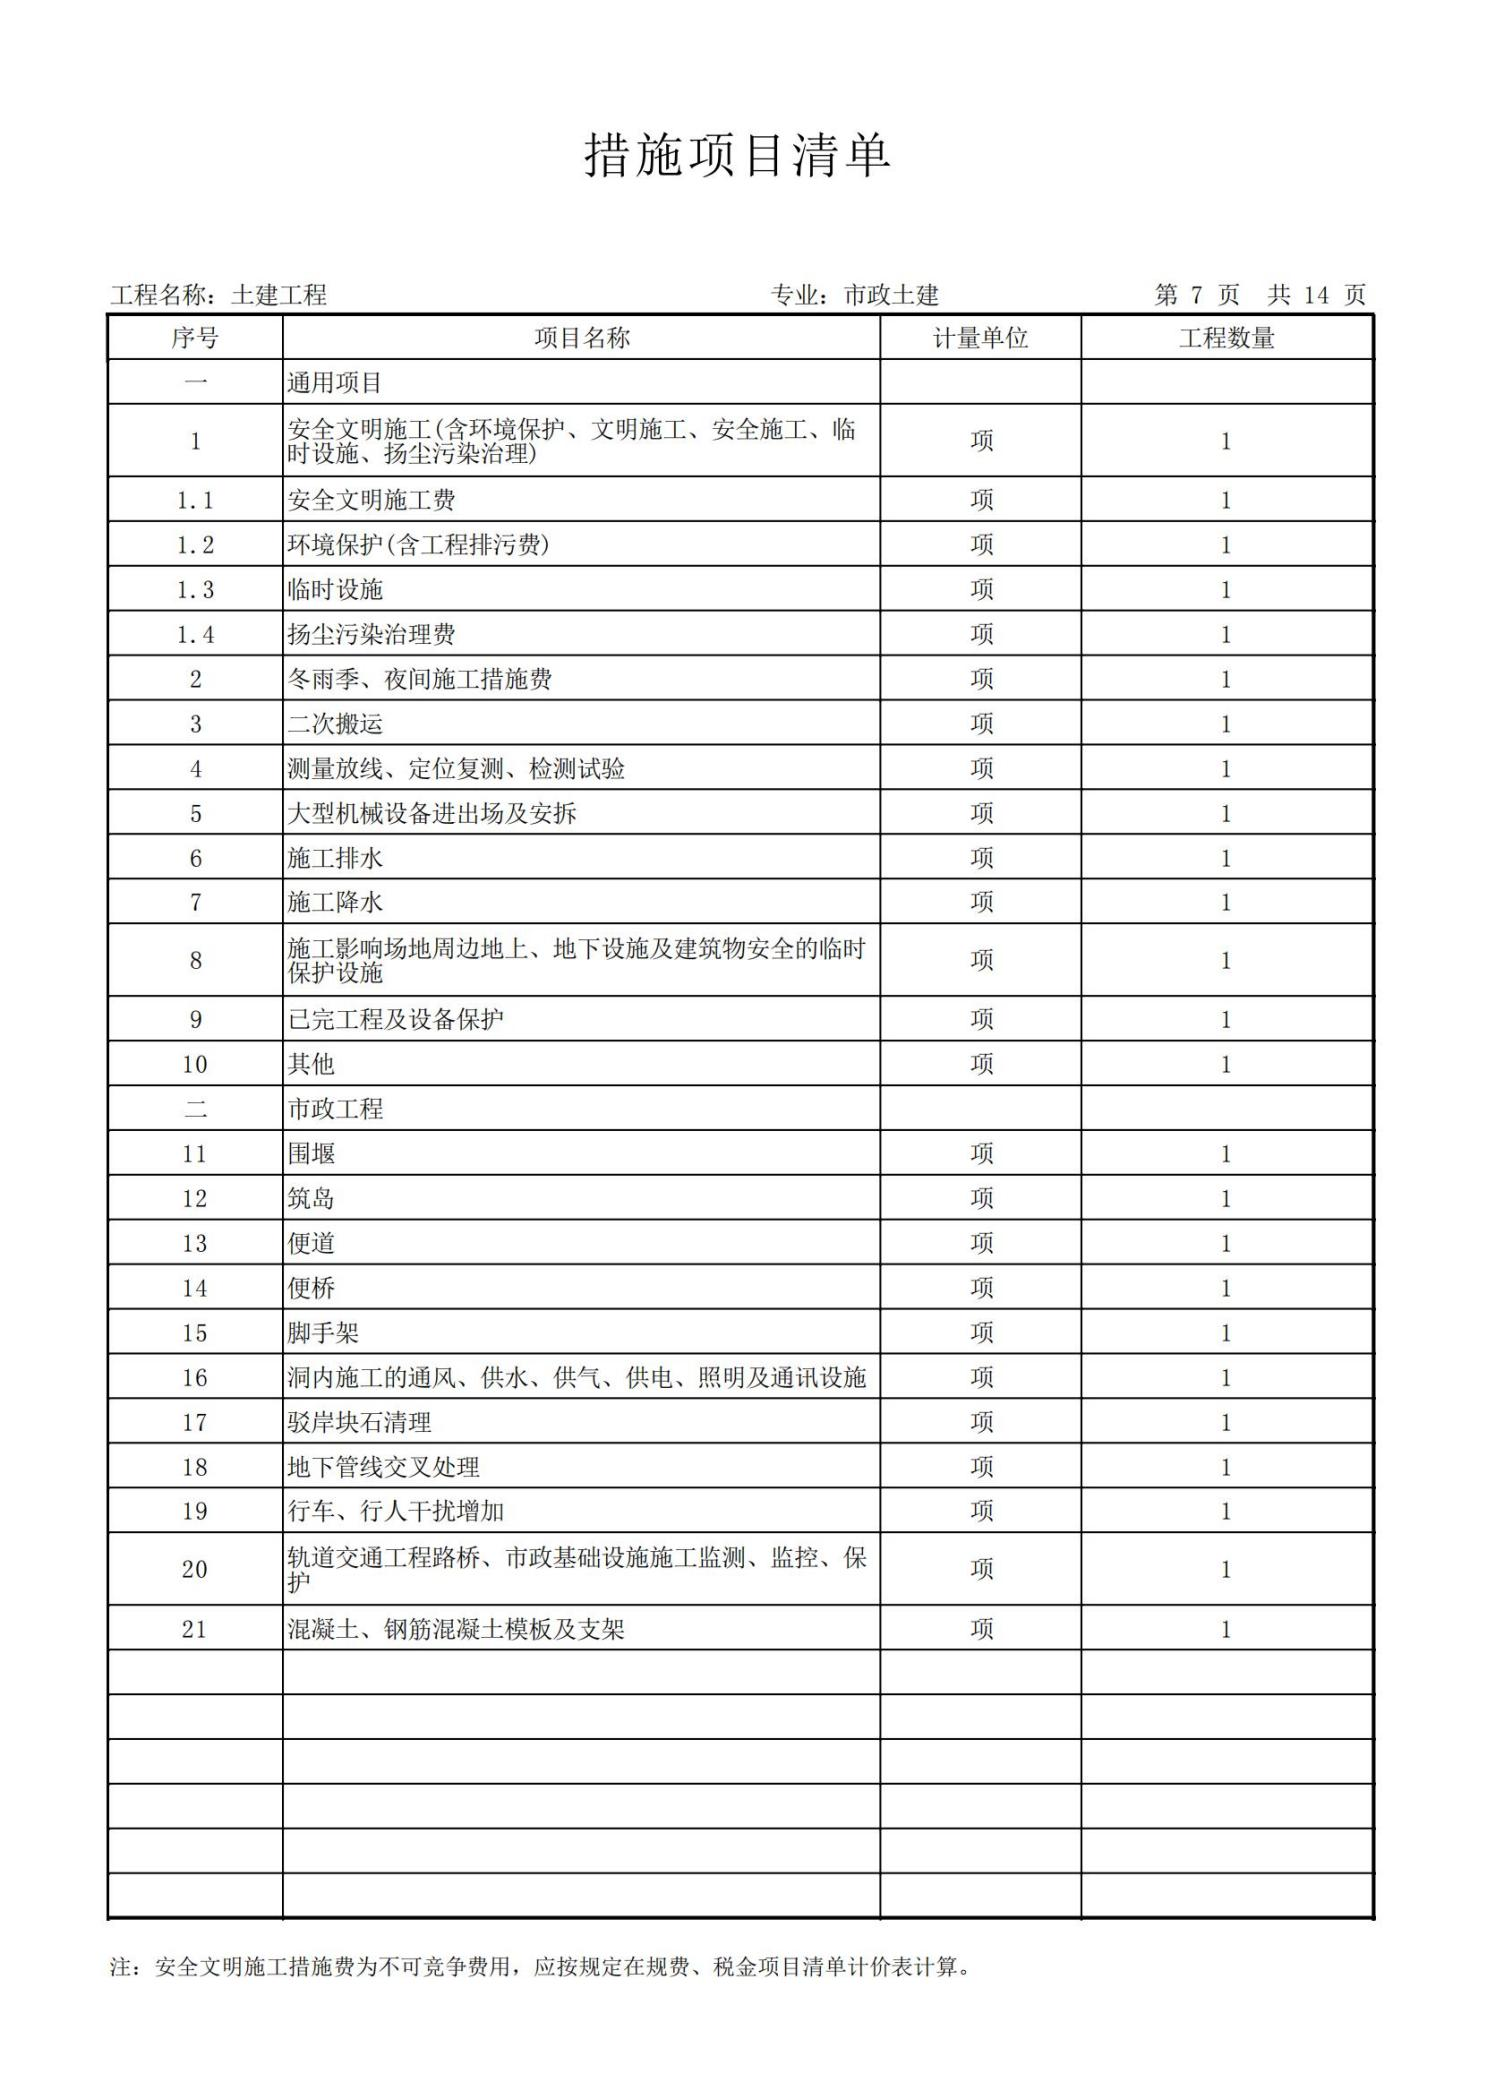 措施项目清单
工程名称：土建工程 专业：市政土建 第 7 页 共 14 页
序号 项目名称 计量单位 工程数量
一 通用项目
1 安全文明施工(含环境保护、文明施工、安全施工、临
时设施、扬尘污染治理) 项 1
1.1 安全文明施工费 项 1
1.2 环境保护(含工程排污费) 项 1
1.3 临时设施 项 1
1.4 扬尘污染治理费 项 1
2 冬雨季、夜间施工措施费 项 1
3 二次搬运 项 1
4 测量放线、定位复测、检测试验 项 1
5 大型机械设备进出场及安拆 项 1
6 施工排水 项 1
7 施工降水 项 1
8 施工影响场地周边地上、地下设施及建筑物安全的临时
保护设施 项 1
9 已完工程及设备保护 项 1
10 其他 项 1
二 市政工程
11 围堰 项 1
12 筑岛 项 1
13 便道 项 1
14 便桥 项 1
15 脚手架 项 1
16 洞内施工的通风、供水、供气、供电、照明及通讯设施 项 1
17 驳岸块石清理 项 1
18 地下管线交叉处理 项 1
19 行车、行人干扰增加 项 1
20 轨道交通工程路桥、市政基础设施施工监测、监控、保
护 项 1
21 混凝土、钢筋混凝土模板及支架 项 1
注：安全文明施工措施费为不可竞争费用，应按规定在规费、税金项目清单计价表计算。